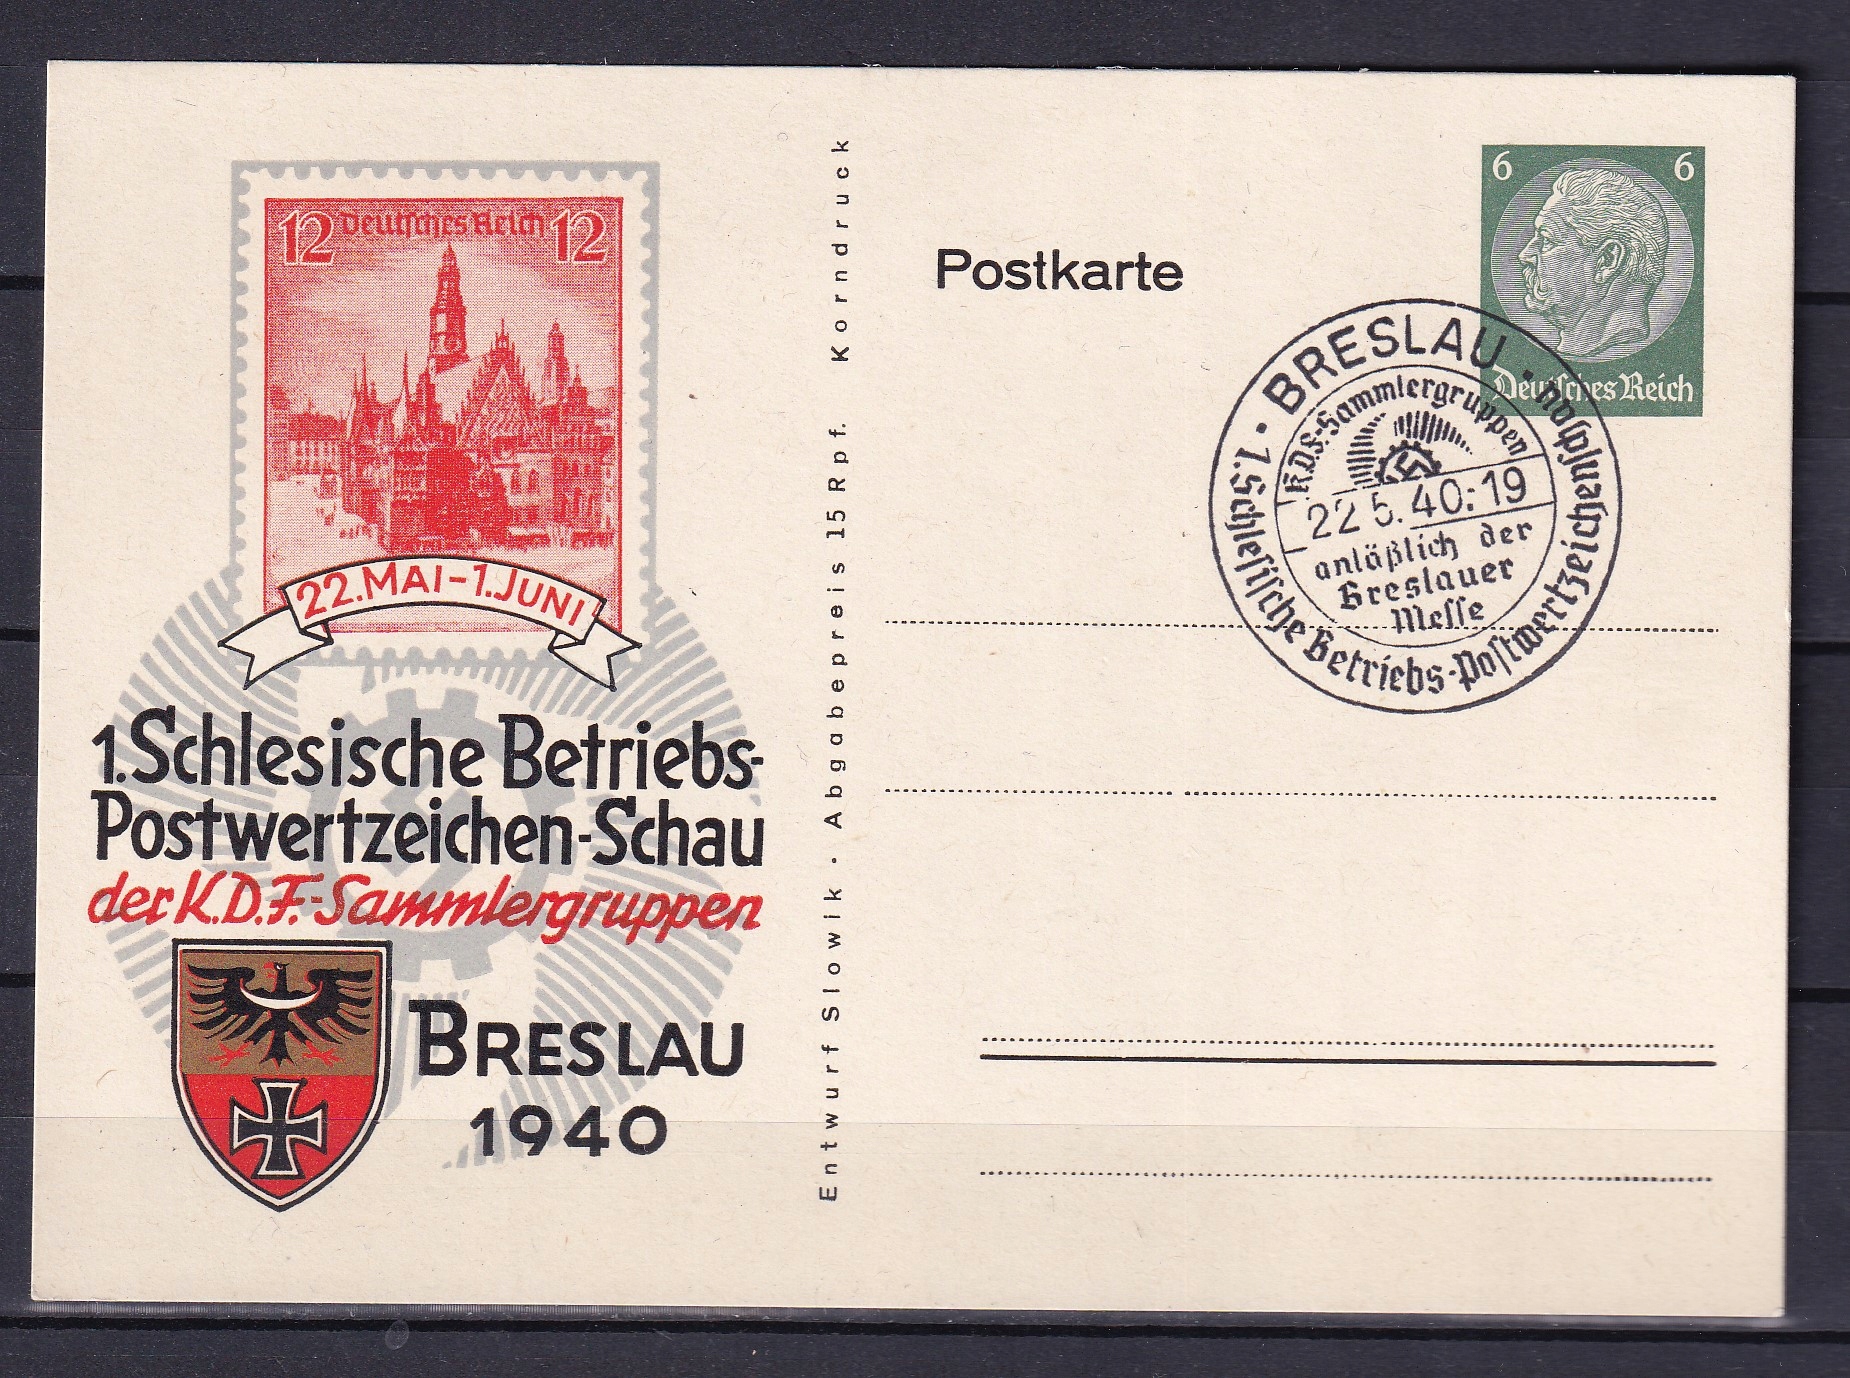 12 Deutsches Reich 12
22. MAI – 1. JUNI
1. Schlesische Betriebs-
Postwertzeichen-Schau
der K.D.F.-Sammlergruppen
BRESLAU
1940
Entwurf Slowik · Abgabepreis 15 Rpf. Korndruck
Postkarte
6 6
Deutsches Reich
· BRESLAU ·
1. Schlesische Betriebs-Postwertzeichenschau
K.D.F.-Sammlergruppen
22 5. 40:19
anläßlich der
Breslauer
Messe